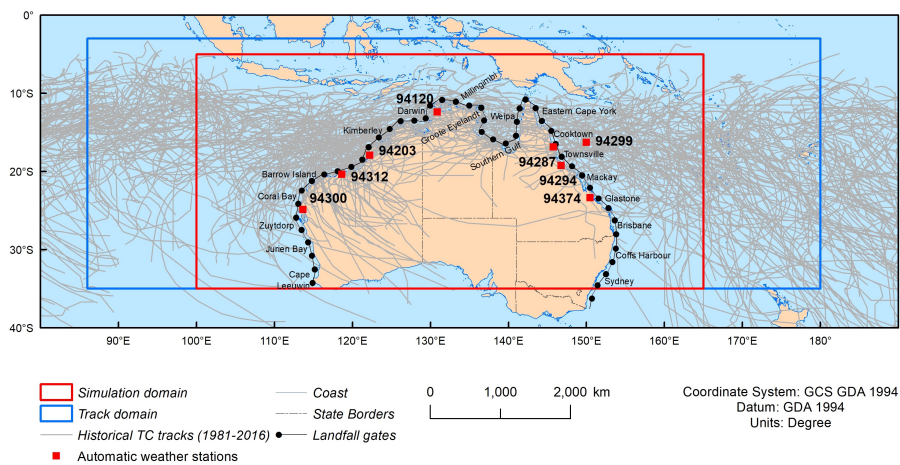 0°
10°S
20°S
30°S
40°S
94120
Millingimbi
Darwin
Groote Eyelandt
Weipa
Eastern Cape York
Kimberley
94203
Cooktown
94299
Southern Gulf
94287
Townsville
Barrow Island
94312
94294
Mackay
Coral Bay
94300
94374
Glastone
Zuytdorp
Brisbane
Jurien Bay
Coffs Harbour
Cape
Leeuwin
Sydney
90°E
100°E
110°E
120°E
130°E
140°E
150°E
160°E
170°E
180°E
Simulation domain
Track domain
Historical TC tracks (1981-2016)
Automatic weather stations
Coast
State Borders
Landfall gates
0 1,000 2,000 km
Coordinate System: GCS GDA 1994
Datum: GDA 1994
Units: Degree